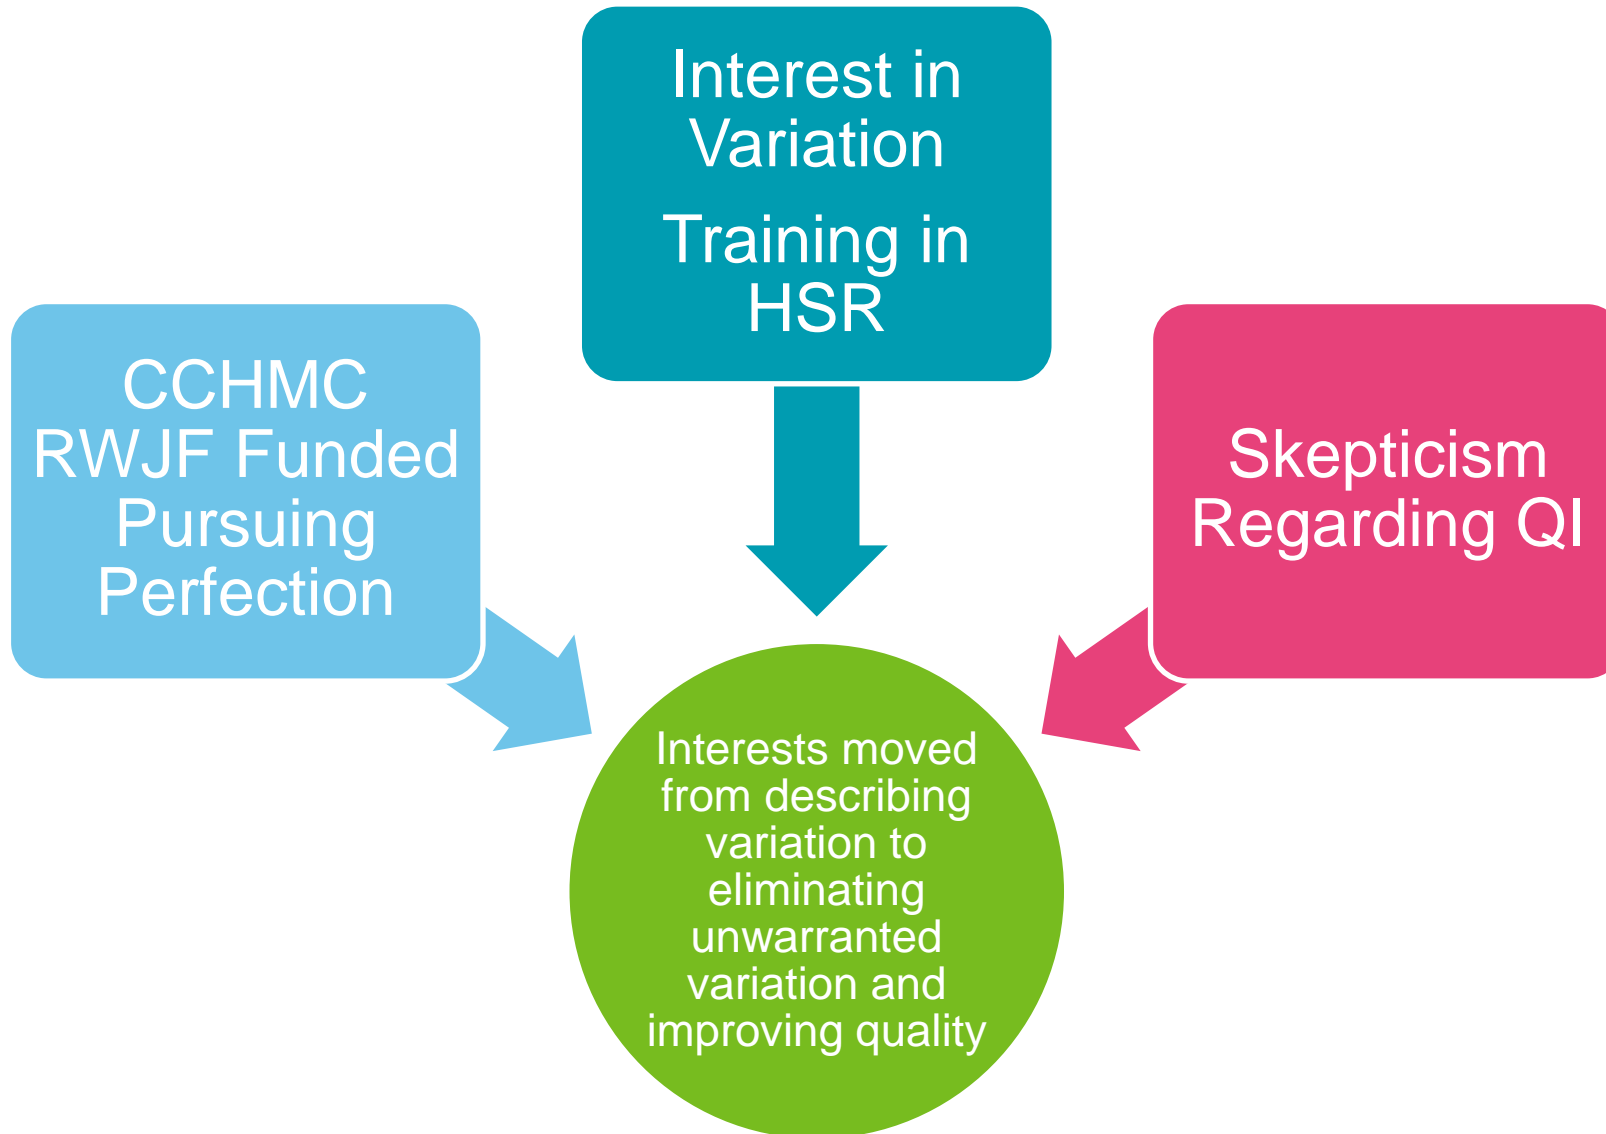 Interest in
Variation
Training in
HSR
CCHMC
RWJF Funded
Pursuing
Perfection
Skepticism
Regarding QI
Interests moved
from describing
variation to
eliminating
unwarranted
variation and
improving quality